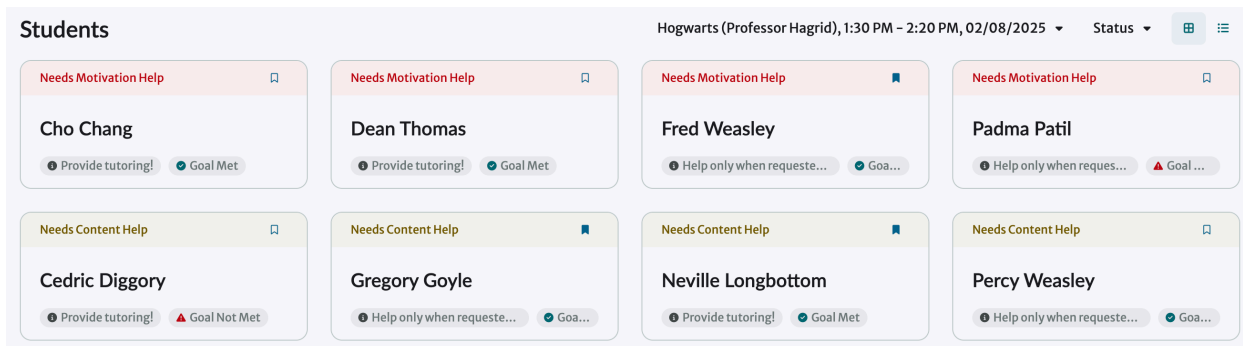 Students
Hogwarts (Professor Hagrid), 1:30 PM – 2:20 PM, 02/08/2025
Status
Needs Motivation Help
Cho Chang
Provide tutoring!
Goal Met
Needs Motivation Help
Dean Thomas
Provide tutoring!
Goal Met
Needs Motivation Help
Fred Weasley
Help only when requeste...
Goa...
Needs Motivation Help
Padma Patil
Help only when reques...
Goal ...
Needs Content Help
Cedric Diggory
Provide tutoring!
Goal Not Met
Needs Content Help
Gregory Goyle
Help only when requeste...
Goa...
Needs Content Help
Neville Longbottom
Provide tutoring!
Goal Met
Needs Content Help
Percy Weasley
Help only when requeste...
Goa...